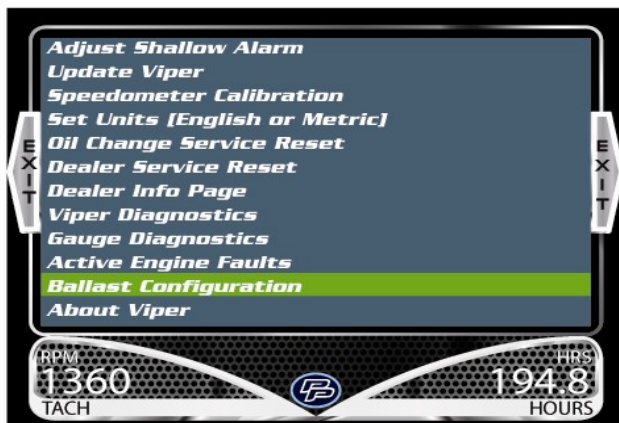 Adjust Shallow Alarm
Update Viper
Speedometer Calibration
Set Units [English or Metric]
Oil Change Service Reset
Dealer Service Reset
Dealer Info Page
Viper Diagnostics
Gauge Diagnostics
Active Engine Faults
Ballast Configuration
About Viper
EXIT
EXIT
RPM
1360
TACH
HRS
194.8
HOURS